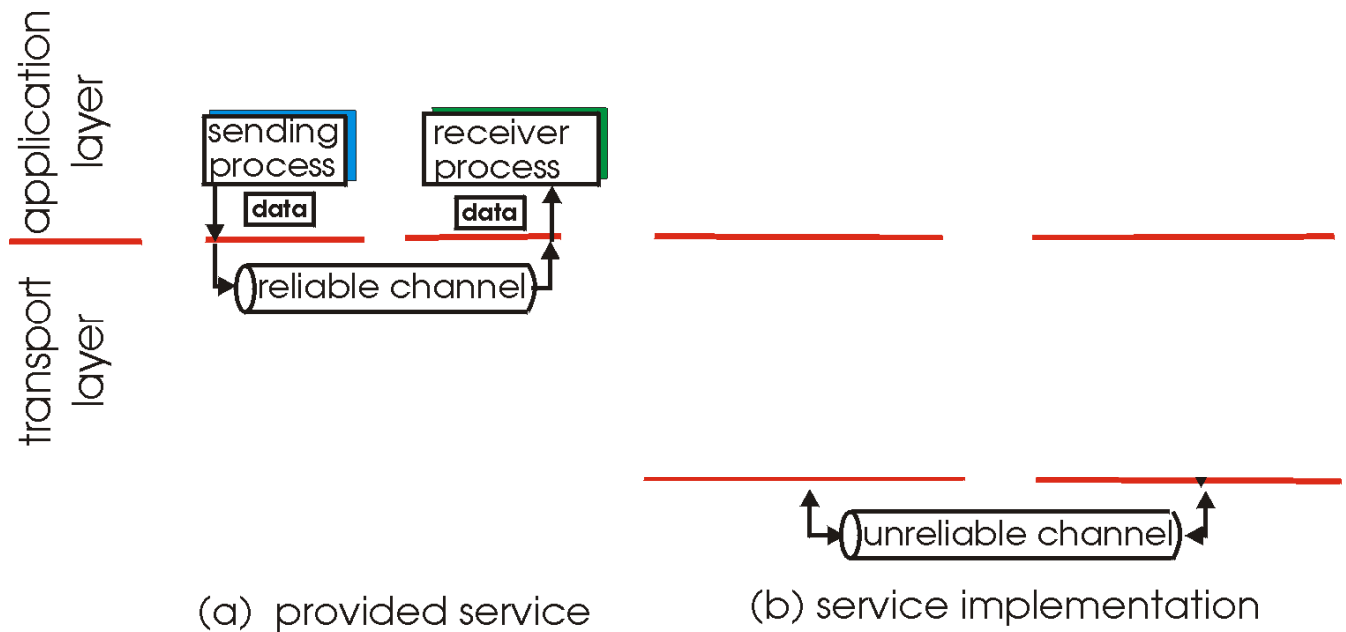 application
layer
transport
layer
sending
process
receiver
process
data
data
reliable channel
unreliable channel
(a) provided service
(b) service implementation